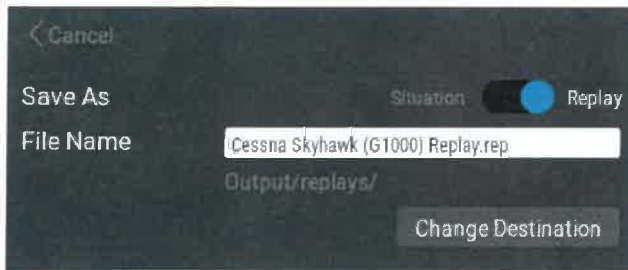 Cancel
Save As Situation Replay
File Name Cessna Skyhawk (G1000) Replay.rep
Output/replays/
Change Destination